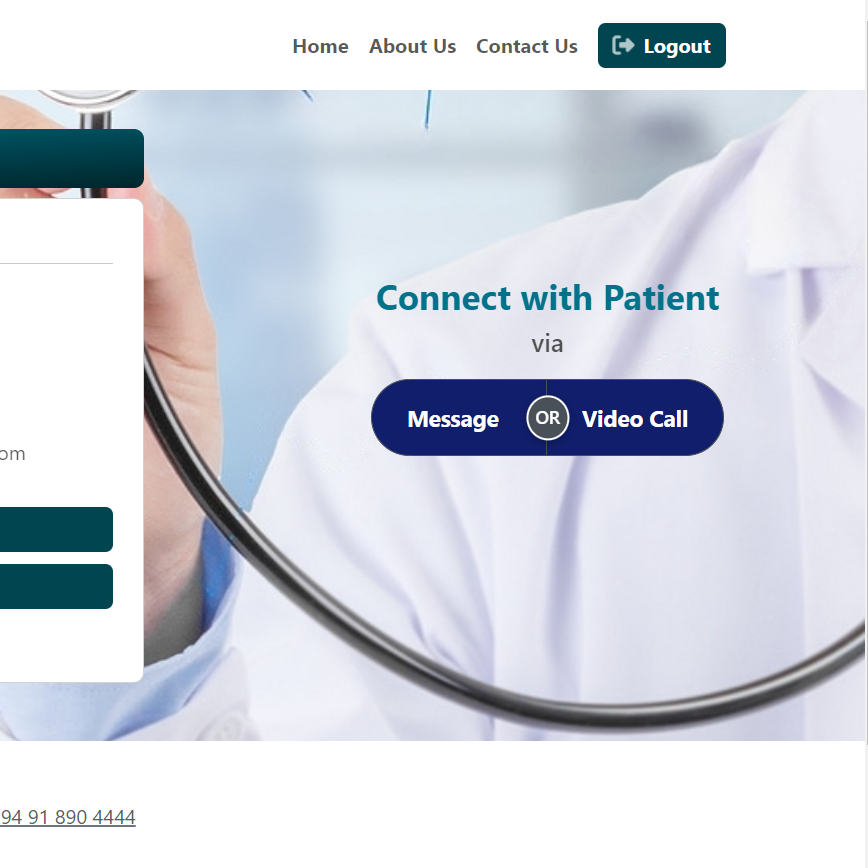 Home About Us Contact Us Logout
Connect with Patient
via
Message OR Video Call
om
94 91 890 4444